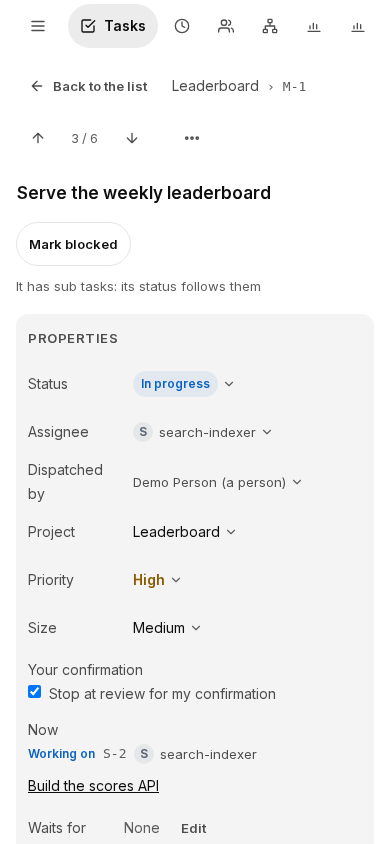 Tasks
Back to the list Leaderboard › M-1
3 / 6
Serve the weekly leaderboard
Mark blocked
It has sub tasks: its status follows them
PROPERTIES
Status In progress
Assignee S search-indexer
Dispatched by Demo Person (a person)
Project Leaderboard
Priority High
Size Medium
Your confirmation
Stop at review for my confirmation
Now
Working on S-2 S search-indexer
Build the scores API
Waits for None Edit